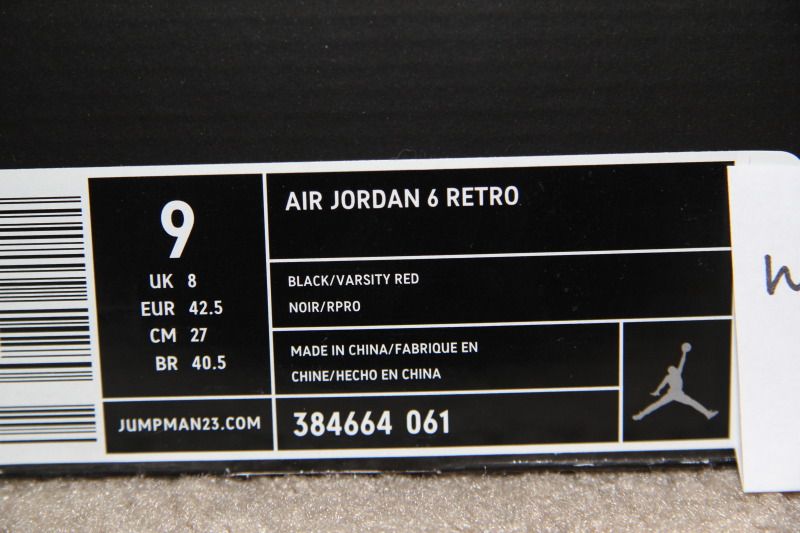 9
UK 8
EUR 42.5
CM 27
BR 40.5
JUMPMAN23.COM
AIR JORDAN 6 RETRO
BLACK/VARSITY RED
NOIR/RPRO
MADE IN CHINA/FABRIQUE EN
CHINE/HECHO EN CHINA
384664 061